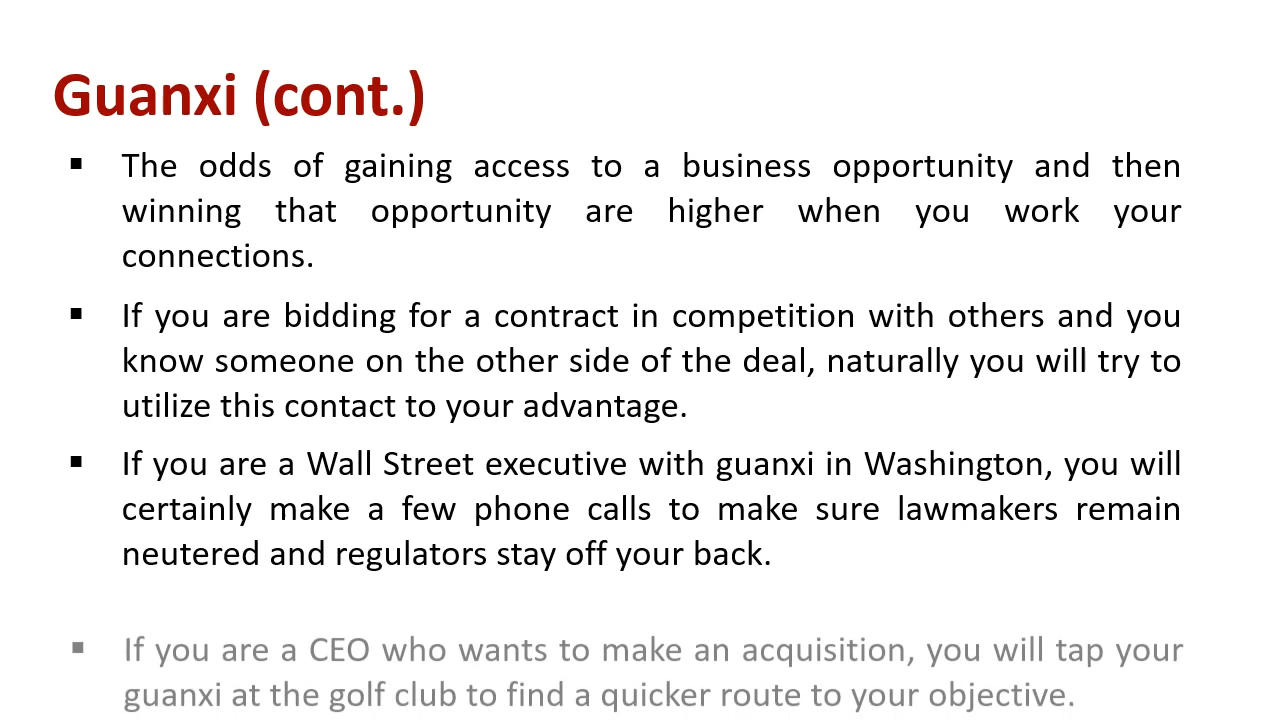 Guanxi (cont.)
▪ The odds of gaining access to a business opportunity and then
winning that opportunity are higher when you work your
connections.
▪ If you are bidding for a contract in competition with others and you
know someone on the other side of the deal, naturally you will try to
utilize this contact to your advantage.
▪ If you are a Wall Street executive with guanxi in Washington, you will
certainly make a few phone calls to make sure lawmakers remain
neutered and regulators stay off your back.
▪ If you are a CEO who wants to make an acquisition, you will tap your
guanxi at the golf club to find a quicker route to your objective.